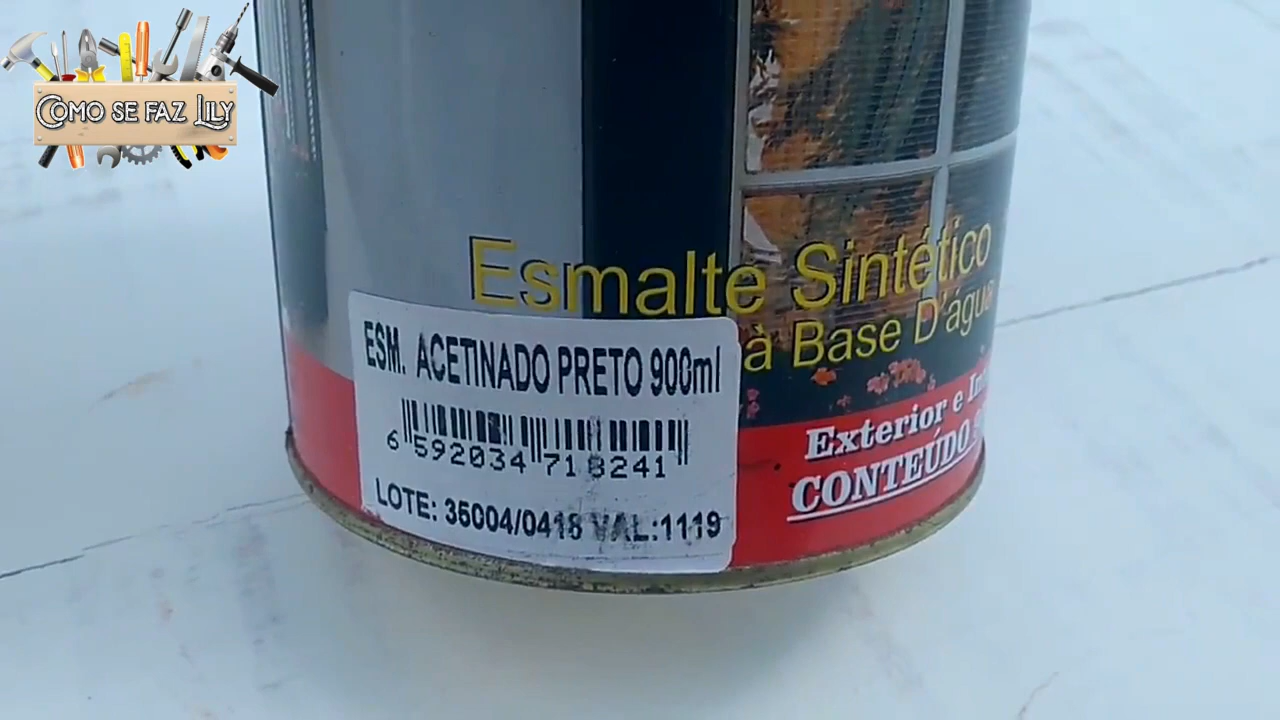 COMO SE FAZ LILY
Esmalte Sintético
à Base D'água
ESM. ACETINADO PRETO 900ml
6 592034 718241
LOTE: 35004/0418 VAL:1119
Exterior e
CONTEÚDO